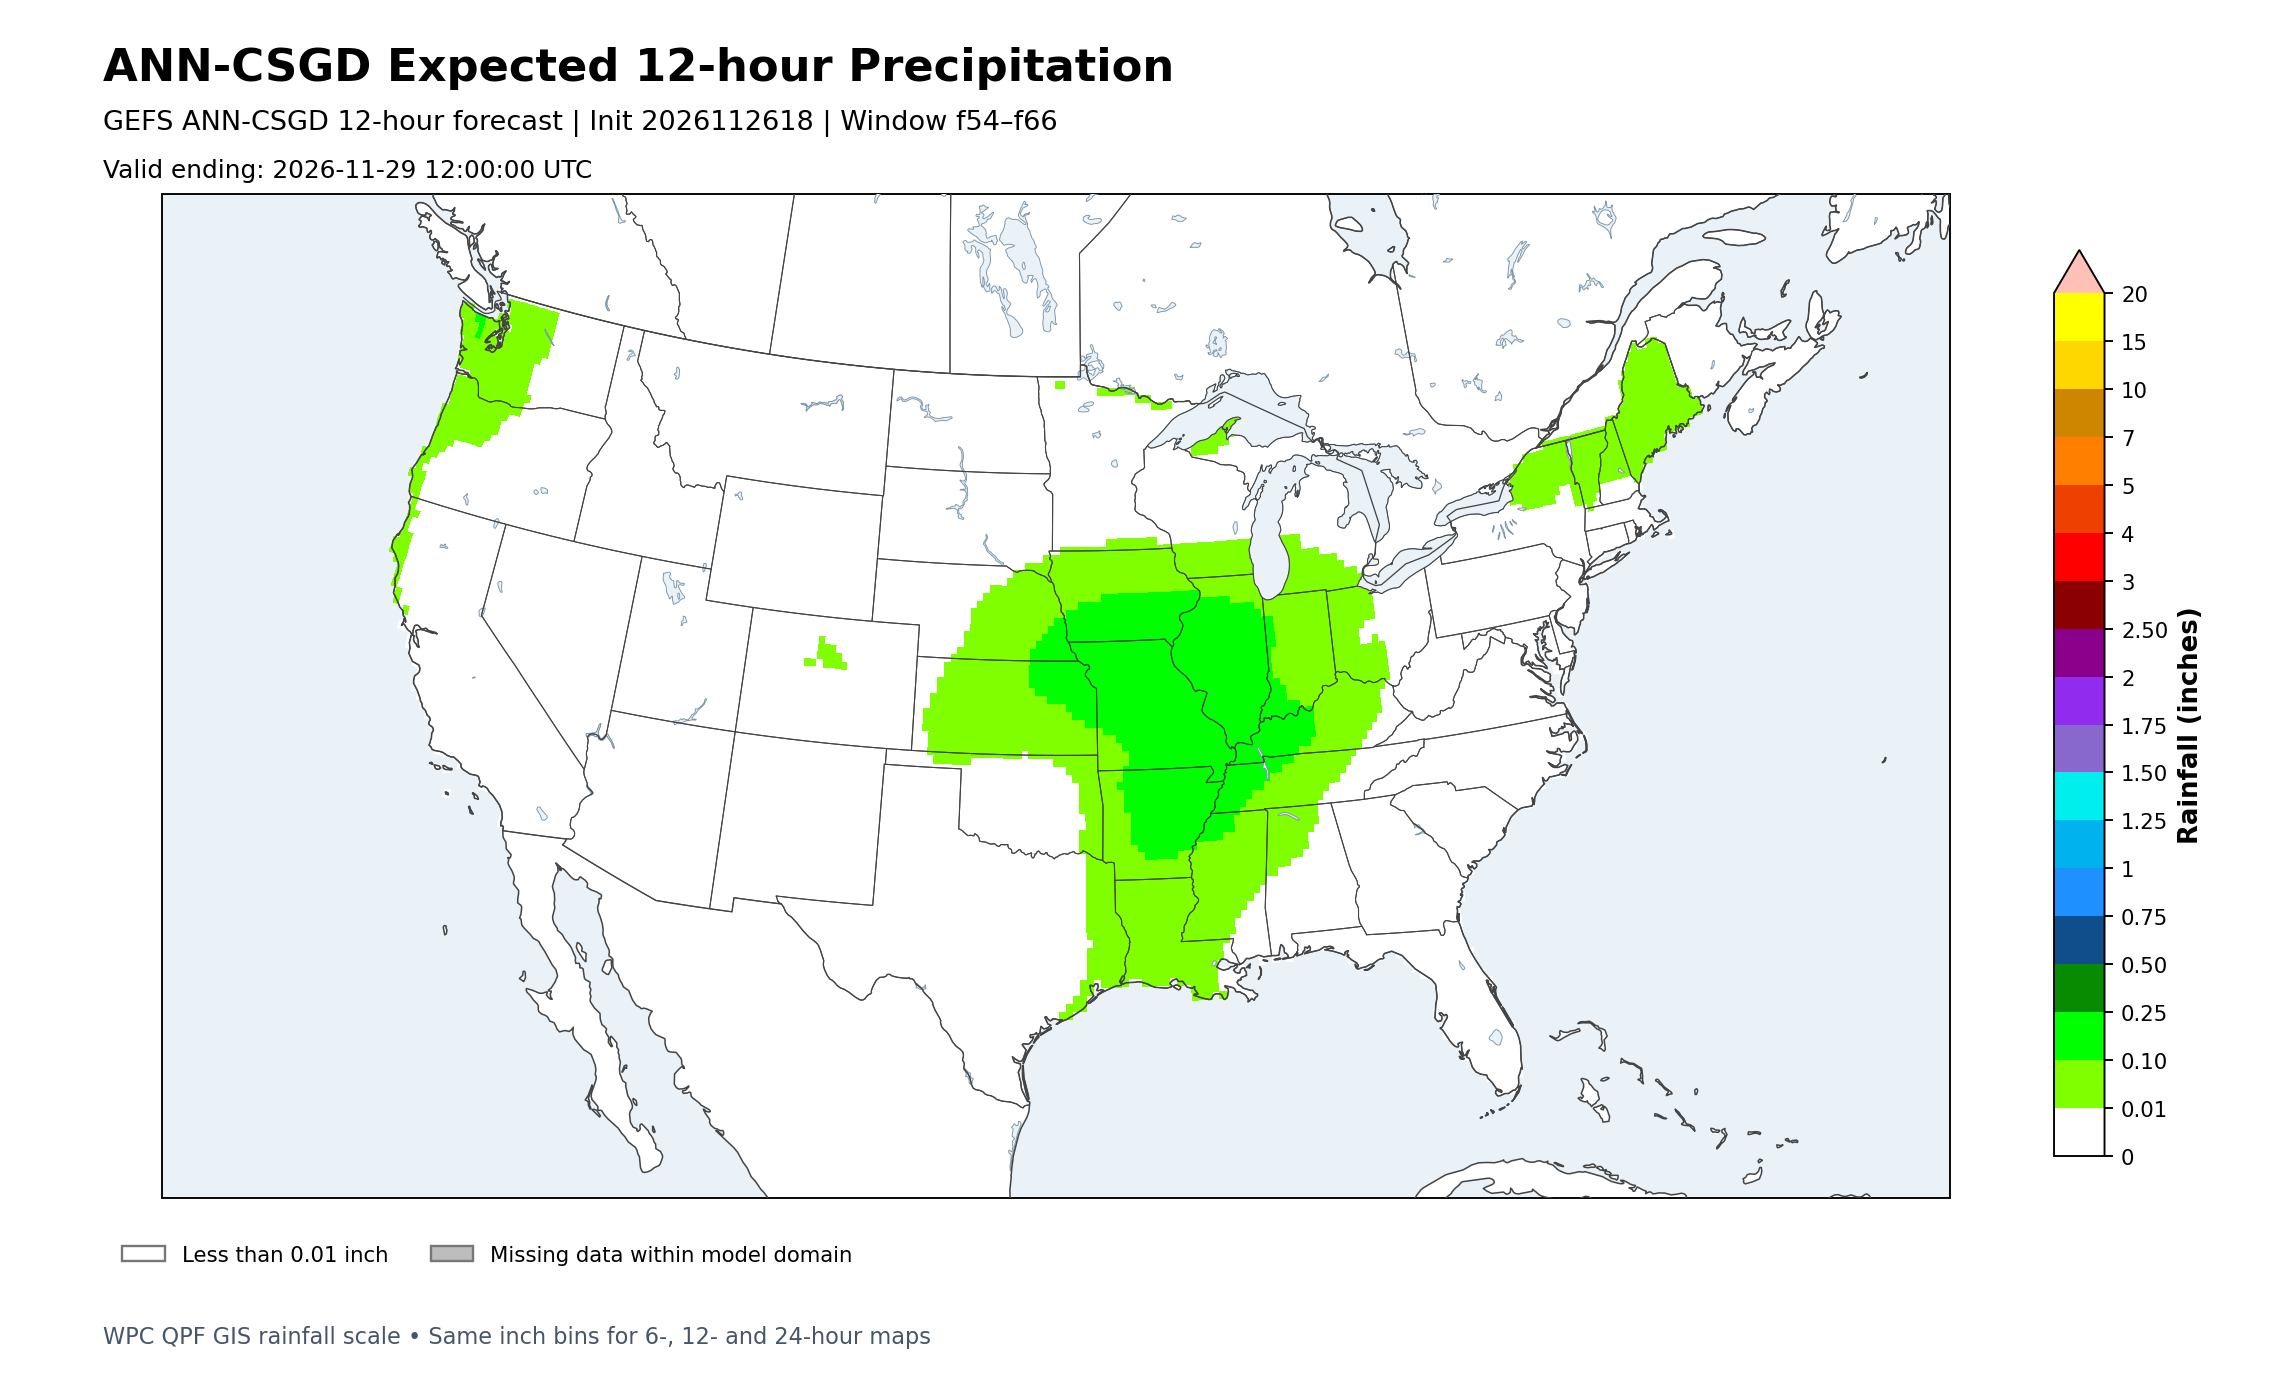 ANN-CSGD Expected 12-hour Precipitation
GEFS ANN-CSGD 12-hour forecast | Init 2026112618 | Window f54–f66
Valid ending: 2026-11-29 12:00:00 UTC
20
15
10
7
5
4
3
2.50
2
1.75
1.50
1.25
1
0.75
0.50
0.25
0.10
0.01
0
Rainfall (inches)
Less than 0.01 inch
Missing data within model domain
WPC QPF GIS rainfall scale • Same inch bins for 6-, 12- and 24-hour maps